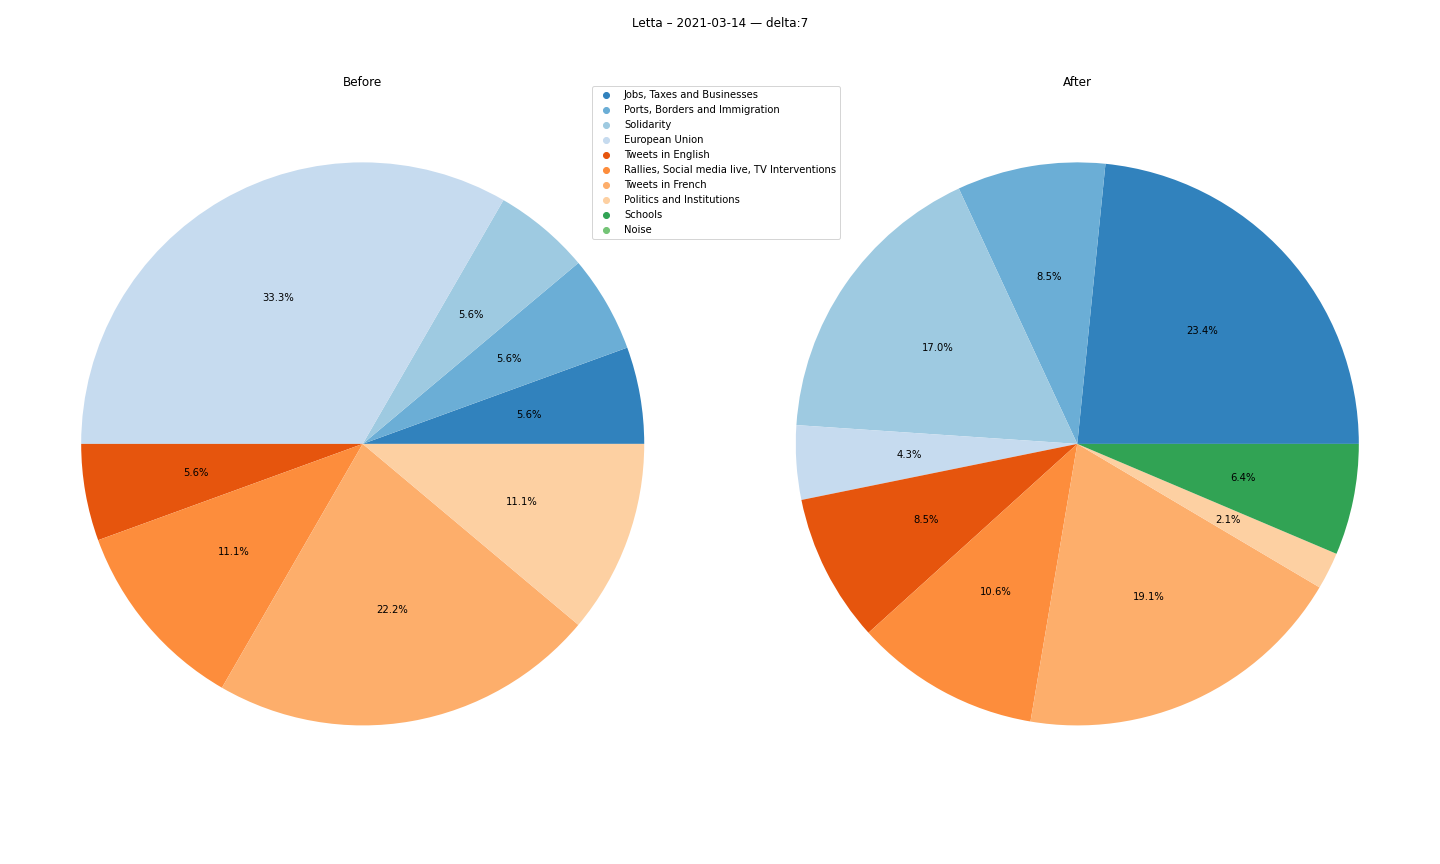 Letta – 2021-03-14 — delta:7
Before
33.3%
5.6%
5.6%
5.6%
5.6%
11.1%
11.1%
22.2%
Jobs, Taxes and Businesses
Ports, Borders and Immigration
Solidarity
European Union
Tweets in English
Rallies, Social media live, TV Interventions
Tweets in French
Politics and Institutions
Schools
Noise
After
8.5%
23.4%
17.0%
4.3%
6.4%
8.5%
2.1%
10.6%
19.1%